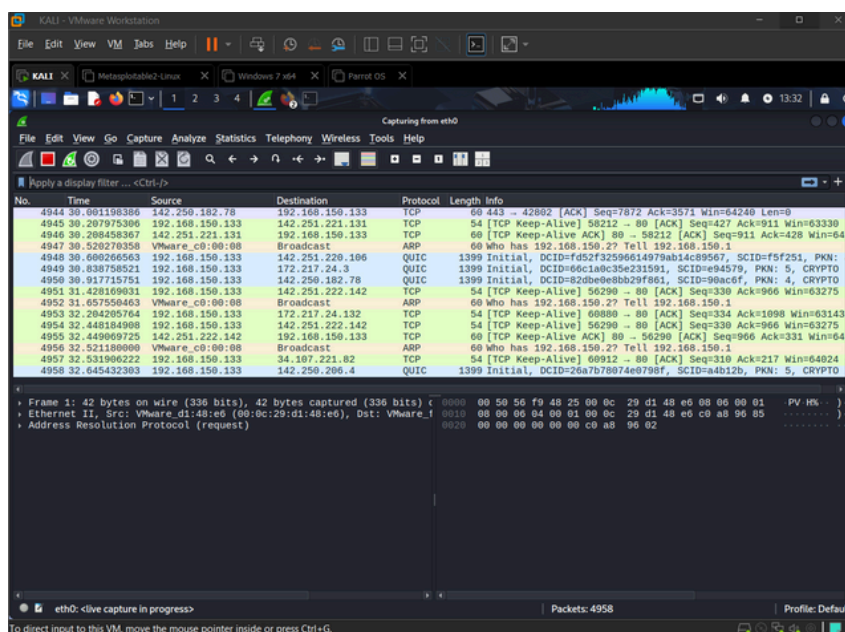 KALI - VMware Workstation
File Edit View VM Tabs Help
KALI Metasploitable2-Linux Windows 7 x64 Parrot OS
1 2 3 4 13:32
Capturing from eth0
File Edit View Go Capture Analyze Statistics Telephony Wireless Tools Help
Apply a display filter ... <Ctrl-/>
No. Time Source Destination Protocol Length Info
4944 30.001198386 142.250.182.78 192.168.150.133 TCP 60 443 → 42802 [ACK] Seq=7872 Ack=3571 Win=64240 Len=0
4945 30.207975306 192.168.150.133 142.251.221.131 TCP 54 [TCP Keep-Alive] 58212 → 80 [ACK] Seq=427 Ack=911 Win=63330
4946 30.208458367 142.251.221.131 192.168.150.133 TCP 60 [TCP Keep-Alive ACK] 80 → 58212 [ACK] Seq=911 Ack=428 Win=64
4947 30.520270358 VMware_c0:00:08 Broadcast ARP 60 Who has 192.168.150.2? Tell 192.168.150.1
4948 30.600266563 192.168.150.133 142.251.220.106 QUIC 1399 Initial, DCID=fd52f32596614979ab14c89567, SCID=f5f251, PKN:
4949 30.838758521 192.168.150.133 172.217.24.3 QUIC 1399 Initial, DCID=66c1a0c35e231591, SCID=e94579, PKN: 5, CRYPTO
4950 30.917715751 192.168.150.133 142.250.182.78 QUIC 1399 Initial, DCID=82dbe0e8bb29f861, SCID=90ac6f, PKN: 4, CRYPTO
4951 31.428169031 192.168.150.133 142.251.222.142 TCP 54 [TCP Keep-Alive] 56290 → 80 [ACK] Seq=330 Ack=966 Win=63275
4952 31.657550463 VMware_c0:00:08 Broadcast ARP 60 Who has 192.168.150.2? Tell 192.168.150.1
4953 32.204205764 192.168.150.133 172.217.24.132 TCP 54 [TCP Keep-Alive] 60880 → 80 [ACK] Seq=334 Ack=1098 Win=63143
4954 32.448184908 192.168.150.133 142.251.222.142 TCP 54 [TCP Keep-Alive] 56290 → 80 [ACK] Seq=330 Ack=966 Win=63275
4955 32.449069725 142.251.222.142 192.168.150.133 TCP 60 [TCP Keep-Alive ACK] 80 → 56290 [ACK] Seq=966 Ack=331 Win=64
4956 32.521180000 VMware_c0:00:08 Broadcast ARP 60 Who has 192.168.150.2? Tell 192.168.150.1
4957 32.531906222 192.168.150.133 34.107.221.82 TCP 54 [TCP Keep-Alive] 60912 → 80 [ACK] Seq=310 Ack=217 Win=64024
4958 32.645432303 192.168.150.133 142.250.206.4 QUIC 1399 Initial, DCID=26a7b78074e0798f, SCID=a4b12b, PKN: 5, CRYPTO
Frame 1: 42 bytes on wire (336 bits), 42 bytes captured (336 bits) 0000 00 50 56 f9 48 25 00 0c 29 d1 48 e6 08 06 00 01 ·PV·H%·· )
Ethernet II, Src: VMware_d1:48:e6 (00:0c:29:d1:48:e6), Dst: VMware_f 0010 08 00 06 04 00 01 00 0c 29 d1 48 e6 c0 a8 96 85 ········ )
Address Resolution Protocol (request) 0020 00 00 00 00 00 00 c0 a8 96 02 ········
eth0: <live capture in progress> Packets: 4958 Profile: Defau
To direct input to this VM, move the mouse pointer inside or press Ctrl+G.